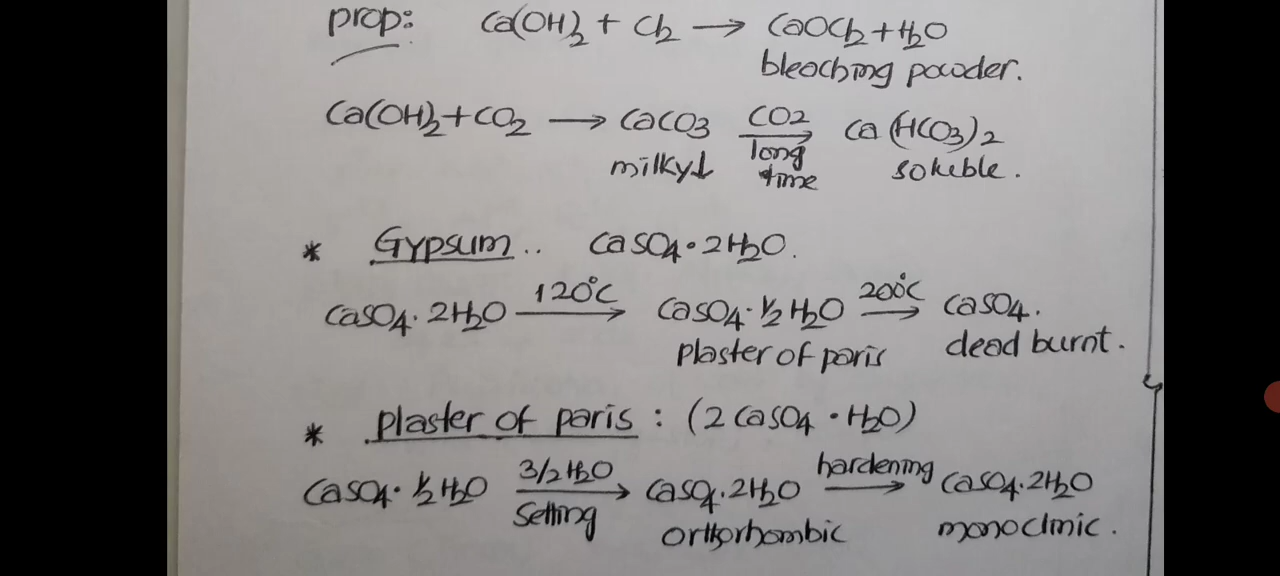 prop: Ca(OH)2 + Cl2 → CaOCl2 + H2O
bleaching powder.
Ca(OH)2 + CO2 → CaCO3 CO2 → Ca(HCO3)2
milky↓ long time soluble.
* Gypsum.. CaSO4·2H2O.
CaSO4·2H2O 120°C → CaSO4·½H2O 200°C → CaSO4.
plaster of paris dead burnt.
* plaster of paris : (2CaSO4·H2O)
CaSO4·½H2O 3/2H2O → CaSO4.2H2O hardening → CaSO4.2H2O
Setting orthorhombic monoclinic.